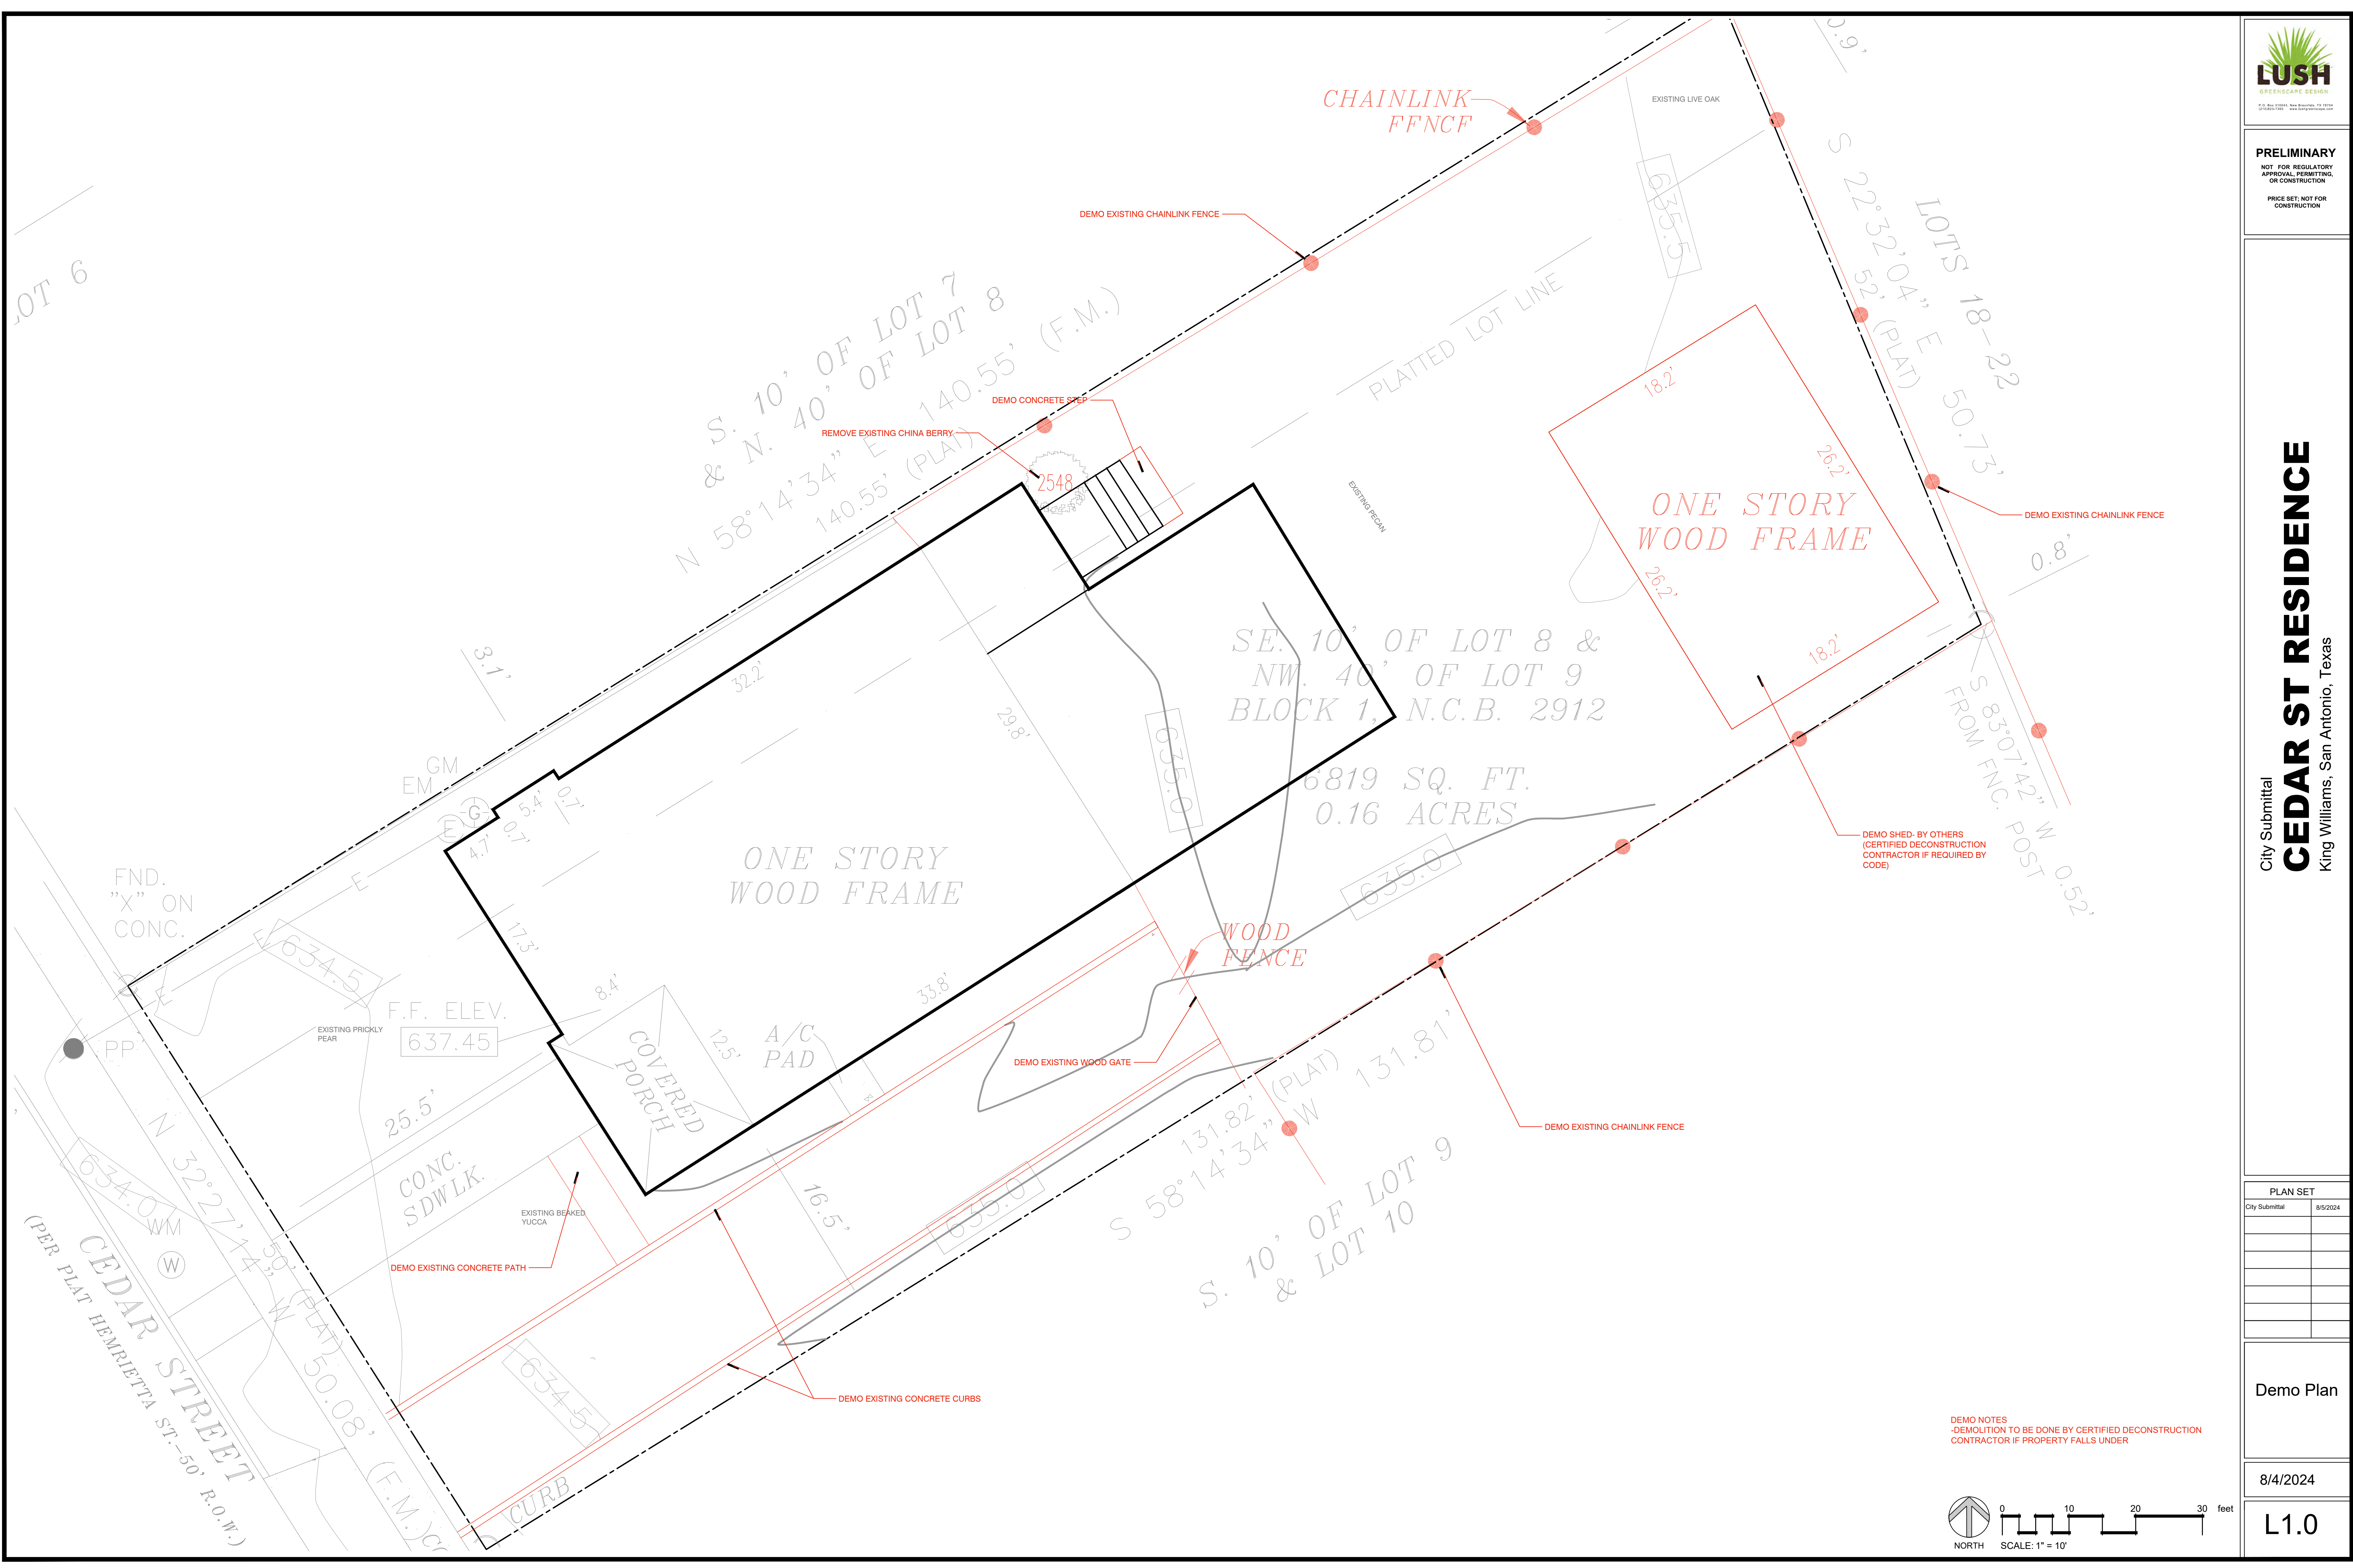 CHAINLINK
FFNCF
EXISTING LIVE OAK
0.9'
635.5
S 22°32'04" E 50.73'
52' (PLAT)
LOTS 18-22
DEMO EXISTING CHAINLINK FENCE
OT 6
S. 10' OF LOT 7
& N. 40' OF LOT 8
N 58°14'34" E 140.55' (F.M.)
140.55' (PLAT)
PLATTED LOT LINE
DEMO CONCRETE STEP
REMOVE EXISTING CHINA BERRY
2548
EXISTING PECAN
18.2'
26.2'
ONE STORY
WOOD FRAME
26.2'
18.2'
DEMO EXISTING CHAINLINK FENCE
0.8'
SE. 10' OF LOT 8 &
NW. 40' OF LOT 9
BLOCK 1, N.C.B. 2912
6819 SQ. FT.
0.16 ACRES
3.1'
32.2'
29.8'
635.0
GM
EM
G
E
5.4'
0.7'
0.7'
4.7'
S 83°07'42" W 0.52'
FROM FNC. POST
DEMO SHED- BY OTHERS
(CERTIFIED DECONSTRUCTION
CONTRACTOR IF REQUIRED BY
CODE)
FND.
"X" ON
CONC.
E
E
E
634.5
17.3'
ONE STORY
WOOD FRAME
635.0
WOOD
FENCE
8.4'
33.8'
F.F. ELEV.
637.45
EXISTING PRICKLY
PEAR
PP
COVERED
PORCH
12.5'
A/C
PAD
DEMO EXISTING WOOD GATE
25.5'
CONC.
SDWLK.
EXISTING BEAKED
YUCCA
16.5'
635.0
131.82' (PLAT)
S 58°14'34" W 131.81'
S. 10' OF LOT 9
& LOT 10
DEMO EXISTING CHAINLINK FENCE
634.0
WM
W
N 32°27'14" W 50.08' (F.M.)
50' (PLAT)
CEDAR STREET
(PER PLAT HEMRIETTA ST.-50' R.O.W.)
DEMO EXISTING CONCRETE PATH
634.5
DEMO EXISTING CONCRETE CURBS
CURB
DEMO NOTES
-DEMOLITION TO BE DONE BY CERTIFIED DECONSTRUCTION
CONTRACTOR IF PROPERTY FALLS UNDER
NORTH
0 10 20 30 feet
SCALE: 1" = 10'
LUSH
GREENSCAPE DESIGN
PRELIMINARY
NOT FOR REGULATORY
APPROVAL, PERMITTING,
OR CONSTRUCTION
PRICE SET; NOT FOR
CONSTRUCTION
City Submittal
CEDAR ST RESIDENCE
King Williams, San Antonio, Texas
PLAN SET
City Submittal 8/5/2024
Demo Plan
8/4/2024
L1.0